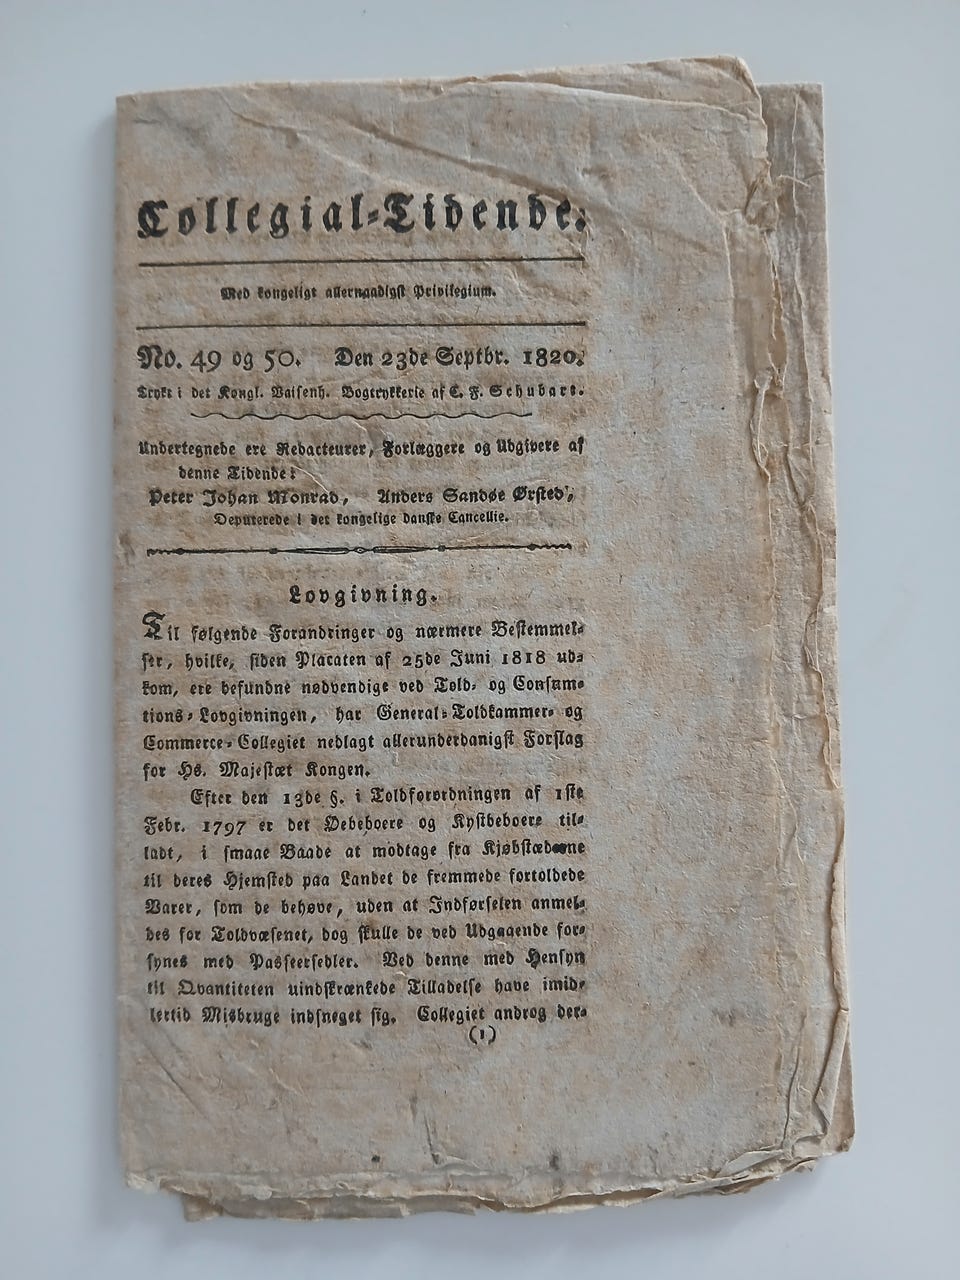 Collegial-Tidende.
Med kongeligt allernaadigst Privilegium.
No. 49 og 50. Den 23de Septbr. 1820.
Trykt i det Kongl. Vaisenh. Bogtrykkerie af C. F. Schubart.
Undertegnede ere Redacteurer, Forlæggere og Udgivere af
denne Tidende:
Peter Johan Monrad, Anders Sandøe Ørsted,
Deputerede i det kongelige danske Cancellie.
Lovgivning.
Til følgende Forandringer og nærmere Bestemmel-
ser, hvilke, siden Placaten af 25de Juni 1818 ud-
kom, ere befundne nødvendige ved Told- og Consum-
tions-Lovgivningen, har General-Toldkammer- og
Commerce-Collegiet nedlagt allerunderdanigst Forslag
for Hs. Majestæt Kongen.
Efter den 13de §. i Toldforordningen af 1ste
Febr. 1797 er det Øeboere og Kystbeboere til-
ladt, i smaae Baade at modtage fra Kjøbstæderne
til deres Hjemsted paa Landet de fremmede fortoldede
Varer, som de behøve, uden at Indførselen anmel-
des for Toldvæsenet, dog skulle de ved Udgaaende for-
synes med Passeersedler. Ved denne med Hensyn
til Qvantiteten uindskrænkede Tilladelse have imid-
lertid Misbruge indsneget sig. Collegiet androg der-
(1)